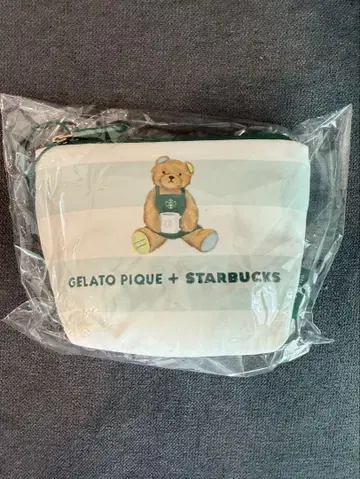 GELATO PIQUE + STARBUCKS